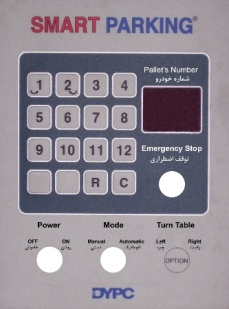 SMART PARKING®
Pallet's Number
شماره خودرو
1 2 3 4
5 6 7 8
9 10 11 12
R C
Emergency Stop
توقف اضطراری
Power Mode Turn Table
OFF ON Manual Automatic Left Right
خاموش روشن دستی اتوماتیک چپ راست
OPTION
DYPC